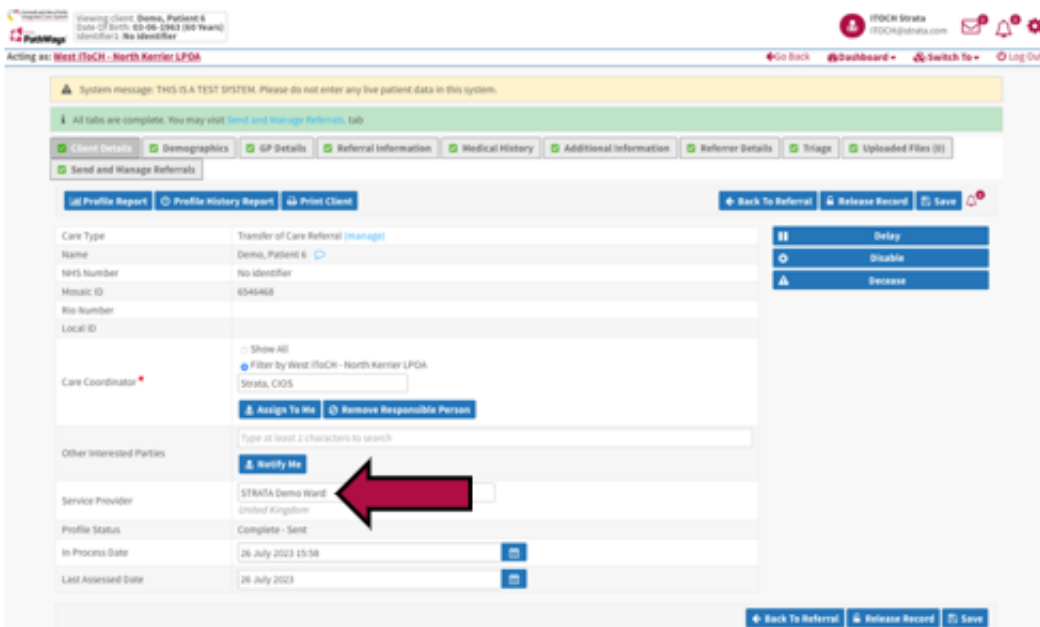 PathWays
Viewing client: Demo, Patient 6
Date Of Birth: 03-06-1963 (60 Years)
Identifier1: No identifier
ITOCH Strata
ITOCH@strata.com
Acting as: West IToCH - North Kerrier LPOA
Go Back Dashboard Switch To Log Out
System message: THIS IS A TEST SYSTEM. Please do not enter any live patient data in this system.
All tabs are complete. You may visit Send and Manage Referrals. tab
Client Details Demographics GP Details Referral Information Medical History Additional Information Referrer Details Triage Uploaded Files (0)
Send and Manage Referrals
Profile Report Profile History Report Print Client Back To Referral Release Record Save
Care Type Transfer of Care Referral (manage) Delay
Name Demo, Patient 6 Disable
NHS Number No identifier Decease
Mosaic ID 6546468
Rio Number
Local ID
Show All
Filter by West IToCH - North Kerrier LPOA
Care Coordinator *
Strata, CIOS
Assign To Me Remove Responsible Person
Type at least 2 characters to search
Other Interested Parties
Notify Me
Service Provider STRATA Demo Ward
United Kingdom
Profile Status Complete - Sent
In Process Date 26 July 2023 15:58
Last Assessed Date 26 July 2023
Back To Referral Release Record Save